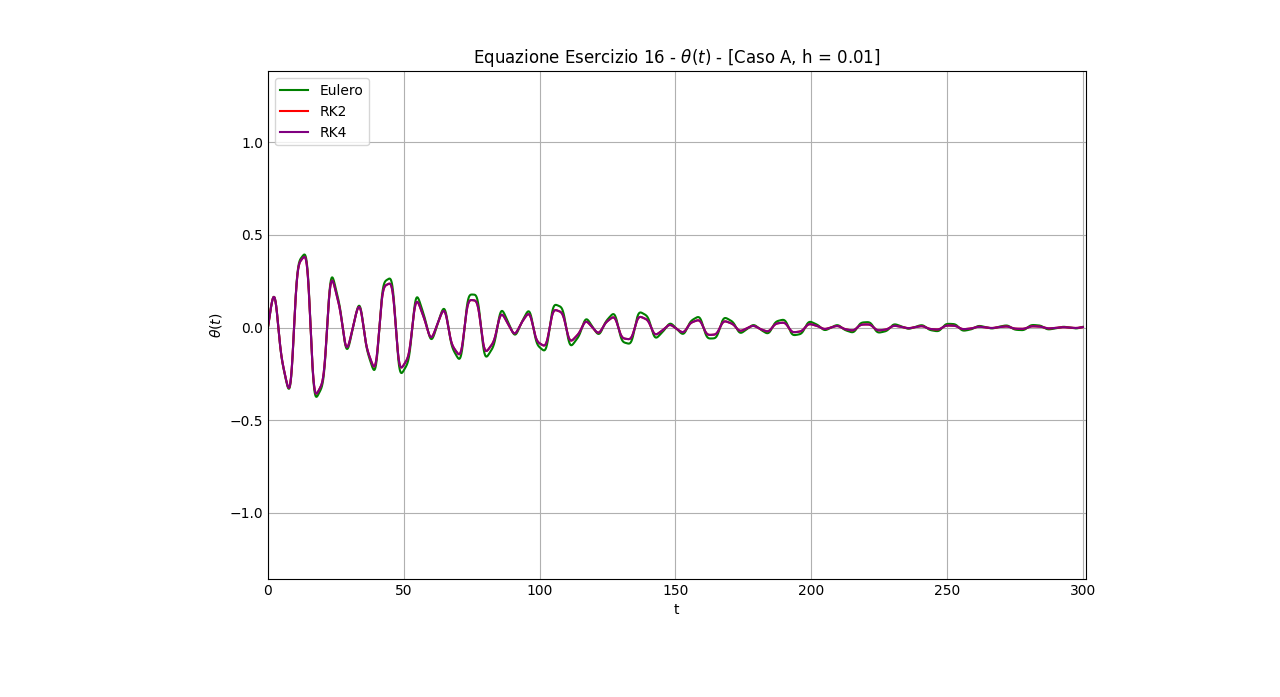 Equazione Esercizio 16 - θ(t) - [Caso A, h = 0.01]
Eulero
RK2
RK4
1.0
0.5
0.0
−0.5
−1.0
θ(t)
0 50 100 150 200 250 300
t